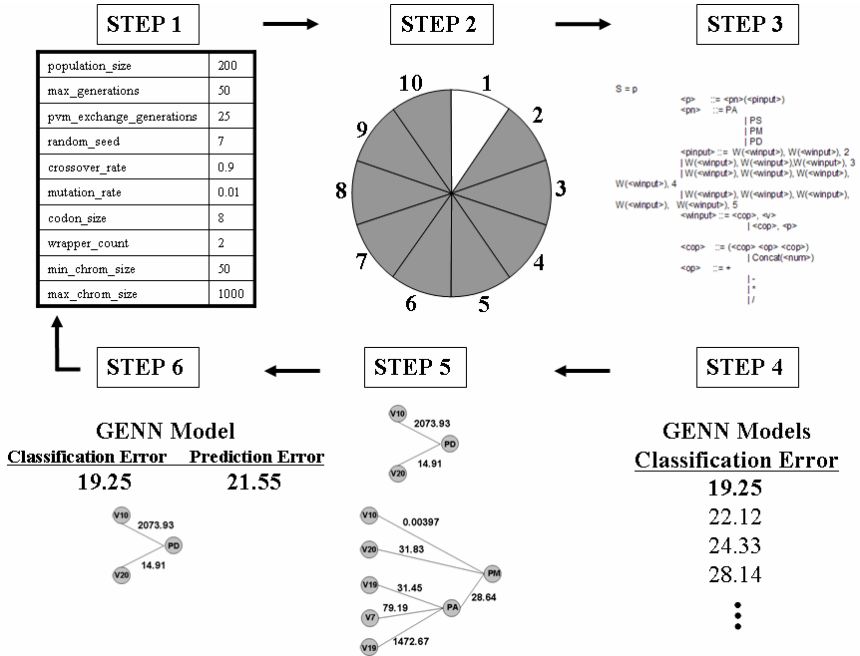 STEP 1
STEP 2
STEP 3
population_size 200
max_generations 50
pvm_exchange_generations 25
random_seed 7
crossover_rate 0.9
mutation_rate 0.01
codon_size 8
wrapper_count 2
min_chrom_size 50
max_chrom_size 1000
1
2
3
4
5
6
7
8
9
10
S = p
<p> ::= <pn>(<pinput>)
<pn> ::= PA
| PS
| PM
| PD
<pinput> ::= W(<winput>), W(<winput>), 2
| W(<winput>), W(<winput>),W(<winput>), 3
| W(<winput>), W(<winput>), W(<winput>),
W(<winput>), 4
| W(<winput>), W(<winput>), W(<winput>),
W(<winput>), W(<winput>), 5
<winput> ::= <cop>, <v>
| <cop>, <p>
<cop> ::= (<cop> <op> <cop>)
| Concat(<num>)
<op> ::= +
| -
| *
| /
STEP 6
STEP 5
STEP 4
GENN Model
Classification Error Prediction Error
19.25 21.55
V10
2073.93
PD
14.91
V20
V10
2073.93
PD
14.91
V20
V10
0.00397
V20
31.83
PM
V19
31.45
28.64
V7
79.19
PA
V19
1472.67
GENN Models
Classification Error
19.25
22.12
24.33
28.14